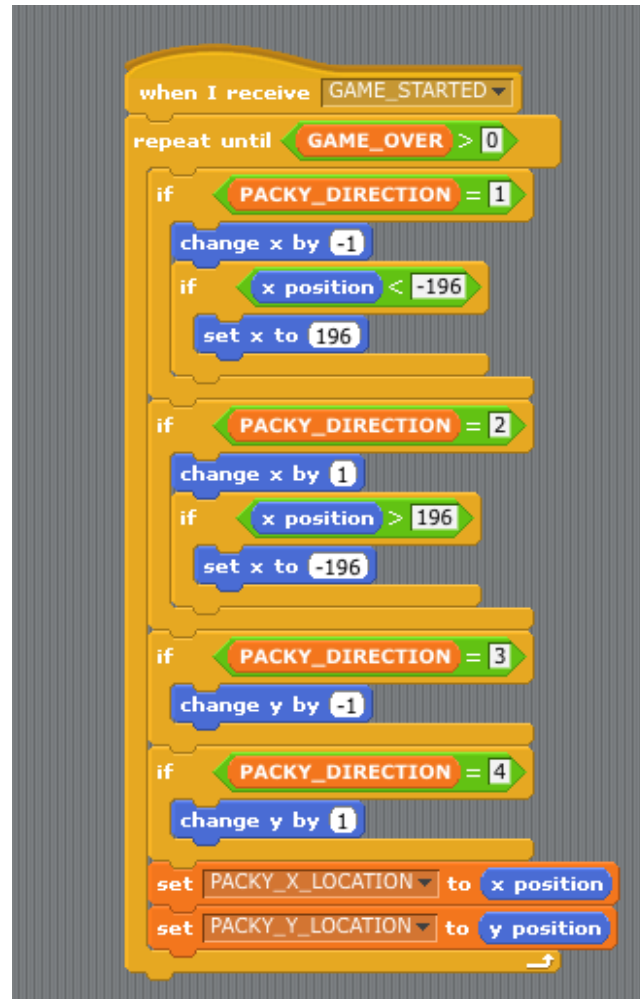 when I receive GAME_STARTED
repeat until GAME_OVER > 0
if PACKY_DIRECTION = 1
change x by -1
if x position < -196
set x to 196
if PACKY_DIRECTION = 2
change x by 1
if x position > 196
set x to -196
if PACKY_DIRECTION = 3
change y by -1
if PACKY_DIRECTION = 4
change y by 1
set PACKY_X_LOCATION to x position
set PACKY_Y_LOCATION to y position